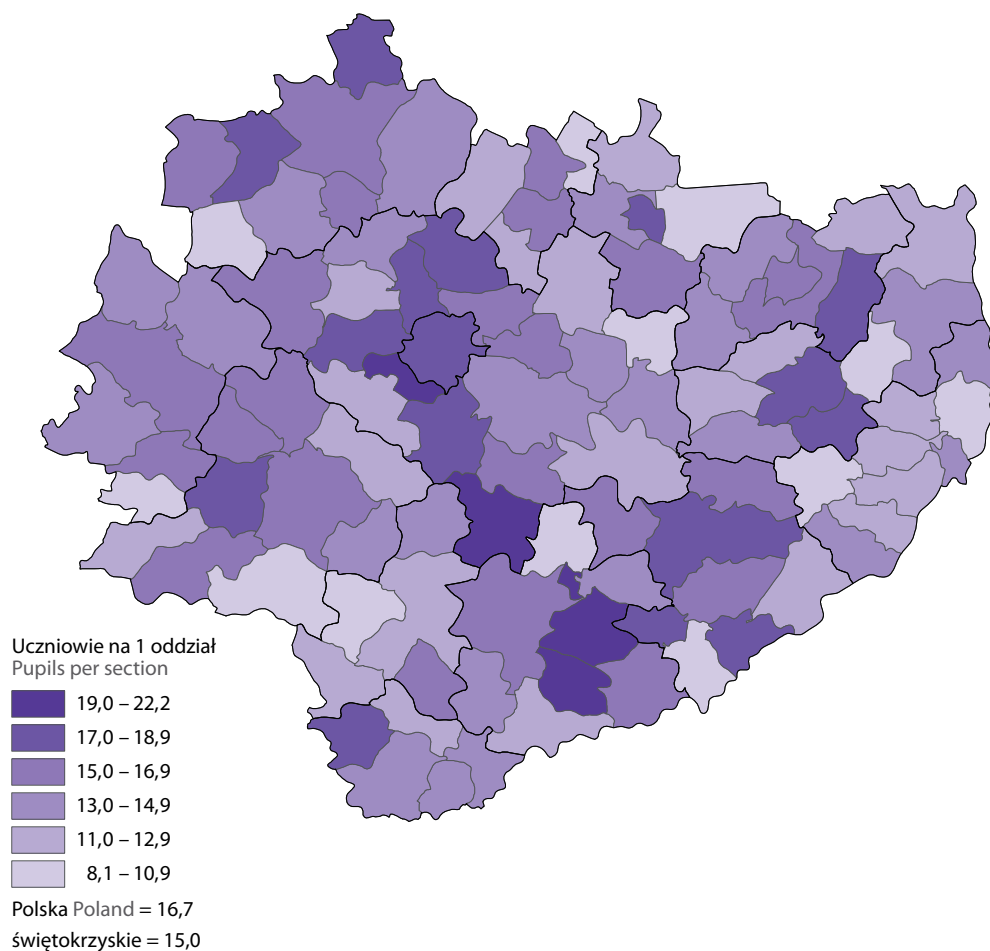 Uczniowie na 1 oddział
Pupils per section
19,0 – 22,2
17,0 – 18,9
15,0 – 16,9
13,0 – 14,9
11,0 – 12,9
8,1 – 10,9
Polska Poland = 16,7
świętokrzyskie = 15,0